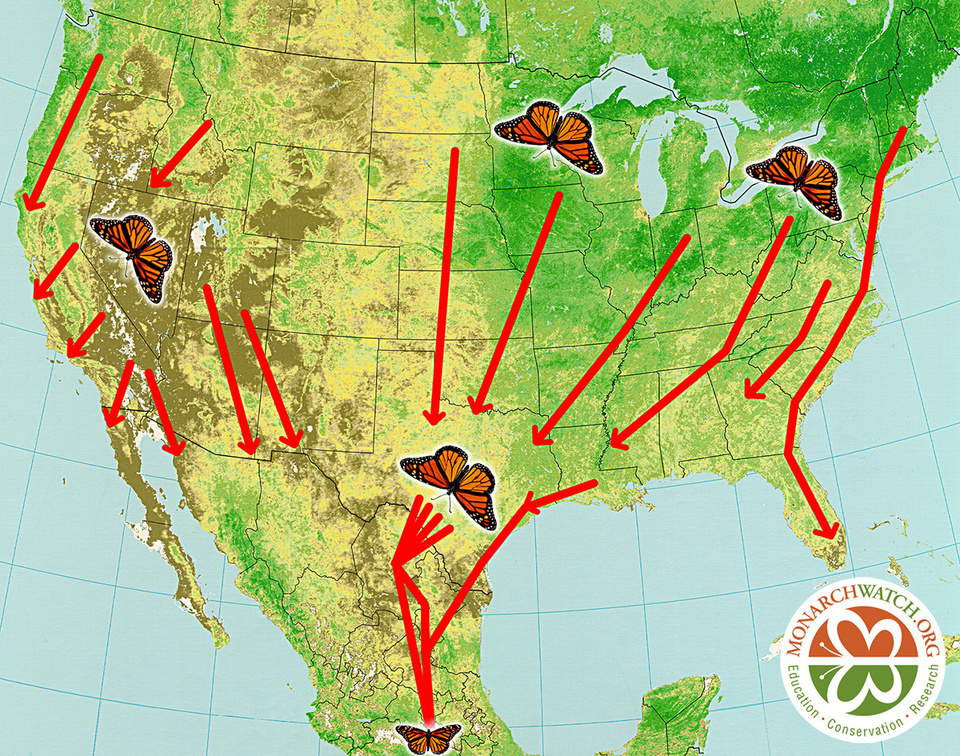 MONARCHWATCH.ORG
Education • Conservation • Research